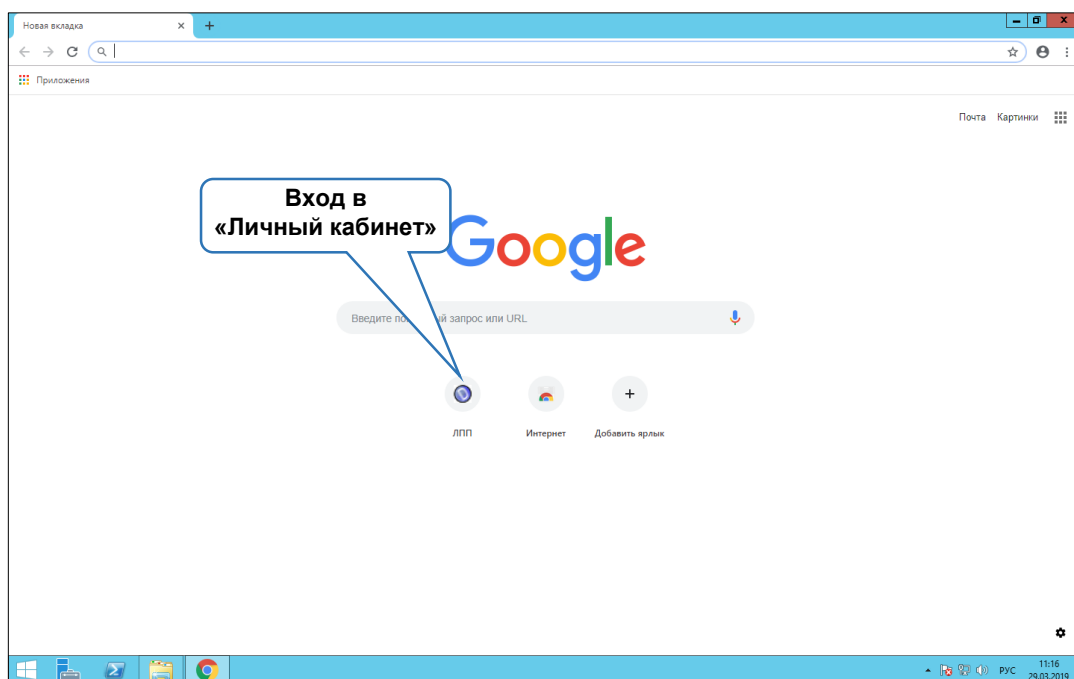 Новая вкладка
Приложения
Почта Картинки
Вход в
«Личный кабинет»
Google
Введите по й запрос или URL
ЛПП Интернет Добавить ярлык
РУС 11:16
29.03.2019